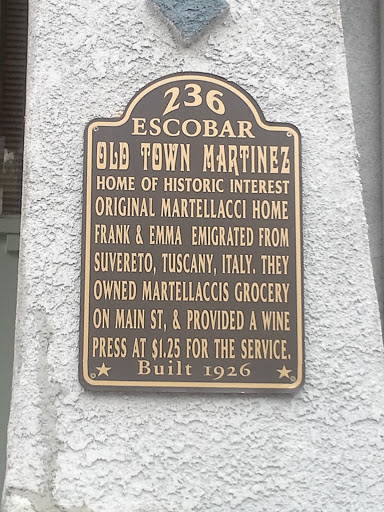 236
ESCOBAR
OLD TOWN MARTINEZ
HOME OF HISTORIC INTEREST
ORIGINAL MARTELLACCI HOME
FRANK & EMMA EMIGRATED FROM
SUVERETO, TUSCANY, ITALY. THEY
OWNED MARTELLACCIS GROCERY
ON MAIN ST, & PROVIDED A WINE
PRESS AT $1.25 FOR THE SERVICE.
Built 1926